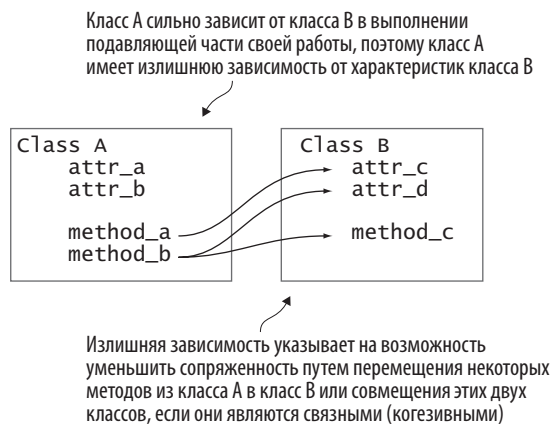 Класс A сильно зависит от класса B в выполнении
подавляющей части своей работы, поэтому класс A
имеет излишнюю зависимость от характеристик класса B
Class A
attr_a
attr_b
method_a
method_b
Class B
attr_c
attr_d
method_c
Излишняя зависимость указывает на возможность
уменьшить сопряженность путем перемещения некоторых
методов из класса A в класс B или совмещения этих двух
классов, если они являются связными (когезивными)